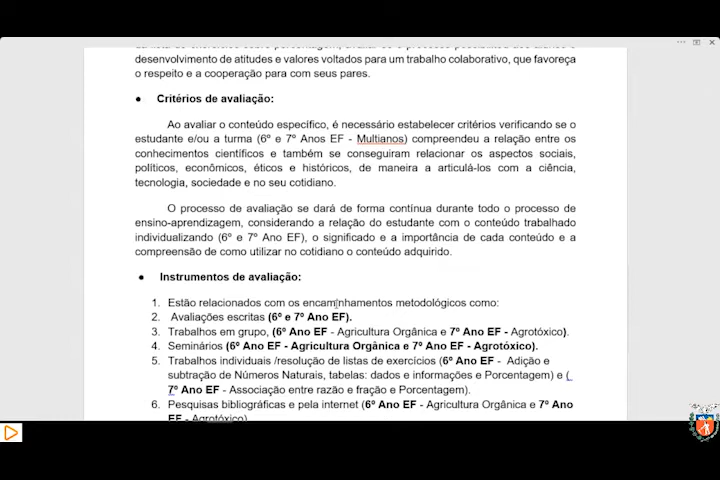 desenvolvimento de atitudes e valores voltados para um trabalho colaborativo, que favoreça
o respeito e a cooperação para com seus pares.
● Critérios de avaliação:
Ao avaliar o conteúdo específico, é necessário estabelecer critérios verificando se o
estudante e/ou a turma (6º e 7º Anos EF - Multianos) compreendeu a relação entre os
conhecimentos científicos e também se conseguiram relacionar os aspectos sociais,
políticos, econômicos, éticos e históricos, de maneira a articulá-los com a ciência,
tecnologia, sociedade e no seu cotidiano.
O processo de avaliação se dará de forma contínua durante todo o processo de
ensino-aprendizagem, considerando a relação do estudante com o conteúdo trabalhado
individualizando (6º e 7º Ano EF), o significado e a importância de cada conteúdo e a
compreensão de como utilizar no cotidiano o conteúdo adquirido.
● Instrumentos de avaliação:
1. Estão relacionados com os encaminhamentos metodológicos como:
2. Avaliações escritas (6º e 7º Ano EF).
3. Trabalhos em grupo, (6º Ano EF - Agricultura Orgânica e 7º Ano EF - Agrotóxico).
4. Seminários (6º Ano EF - Agricultura Orgânica e 7º Ano EF - Agrotóxico).
5. Trabalhos individuais /resolução de listas de exercícios (6º Ano EF - Adição e
subtração de Números Naturais, tabelas: dados e informações e Porcentagem) e (
7º Ano EF - Associação entre razão e fração e Porcentagem).
6. Pesquisas bibliográficas e pela internet (6º Ano EF - Agricultura Orgânica e 7º Ano
EF - Agrotóxico)